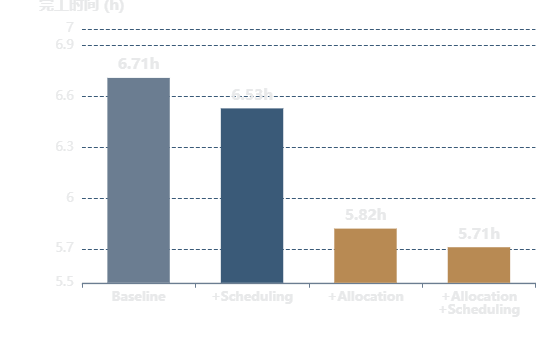 完工时间 (h)
7
6.9
6.71h
6.6
6.53h
6.3
6
5.82h
5.71h
5.7
5.5
Baseline
+Scheduling
+Allocation
+Allocation
+Scheduling